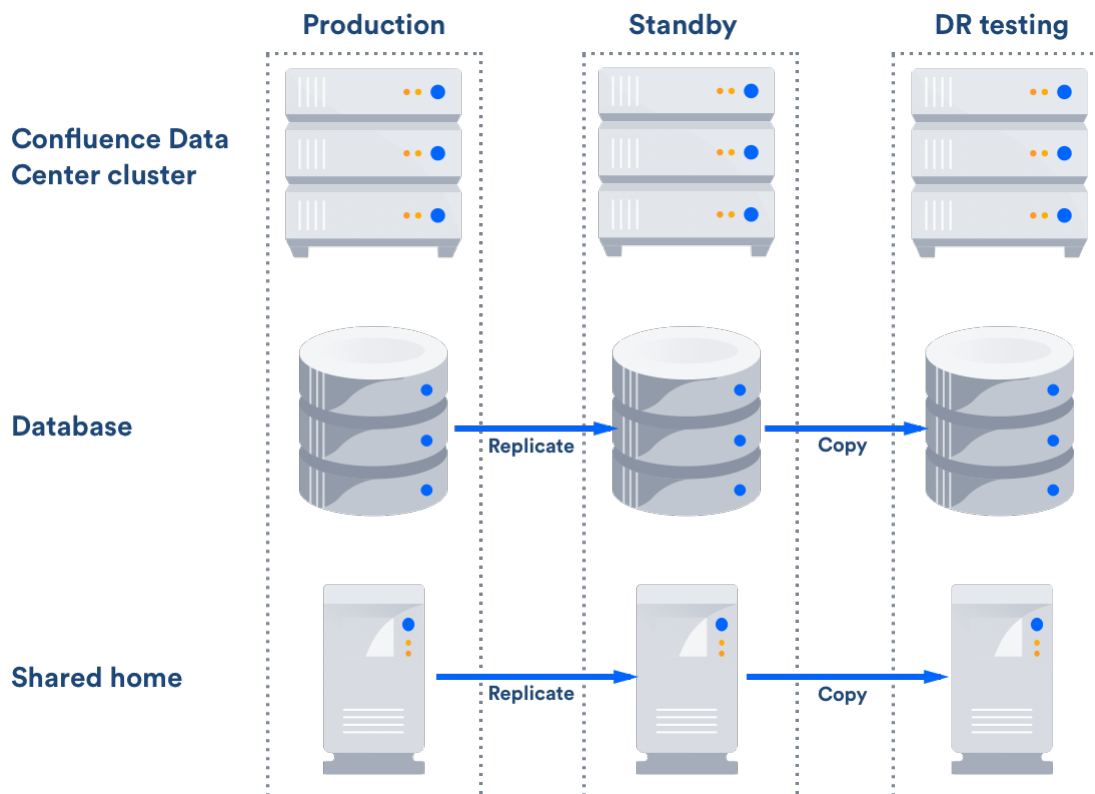 Production
Standby
DR testing
Confluence Data
Center cluster
Database
Replicate
Copy
Shared home
Replicate
Copy